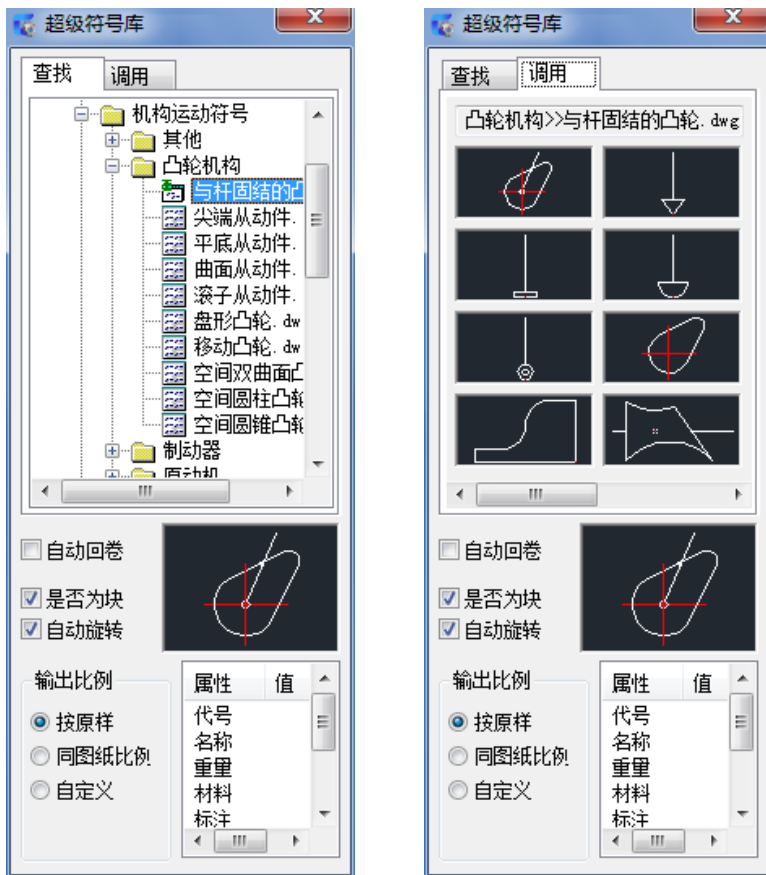 超级符号库
查找
调用
机构运动符号
其他
凸轮机构
与杆固结的凸
尖端从动件.
平底从动件.
曲面从动件.
滚子从动件.
盘形凸轮. dw
移动凸轮. dw
空间双曲面凸
空间圆柱凸轮
空间圆锥凸轮
制动器
原动机
自动回卷
是否为块
自动旋转
输出比例
按原样
同图纸比例
自定义
属性 值
代号
名称
重量
材料
标注
超级符号库
查找
调用
凸轮机构>>与杆固结的凸轮. dwg
自动回卷
是否为块
自动旋转
输出比例
按原样
同图纸比例
自定义
属性 值
代号
名称
重量
材料
标注